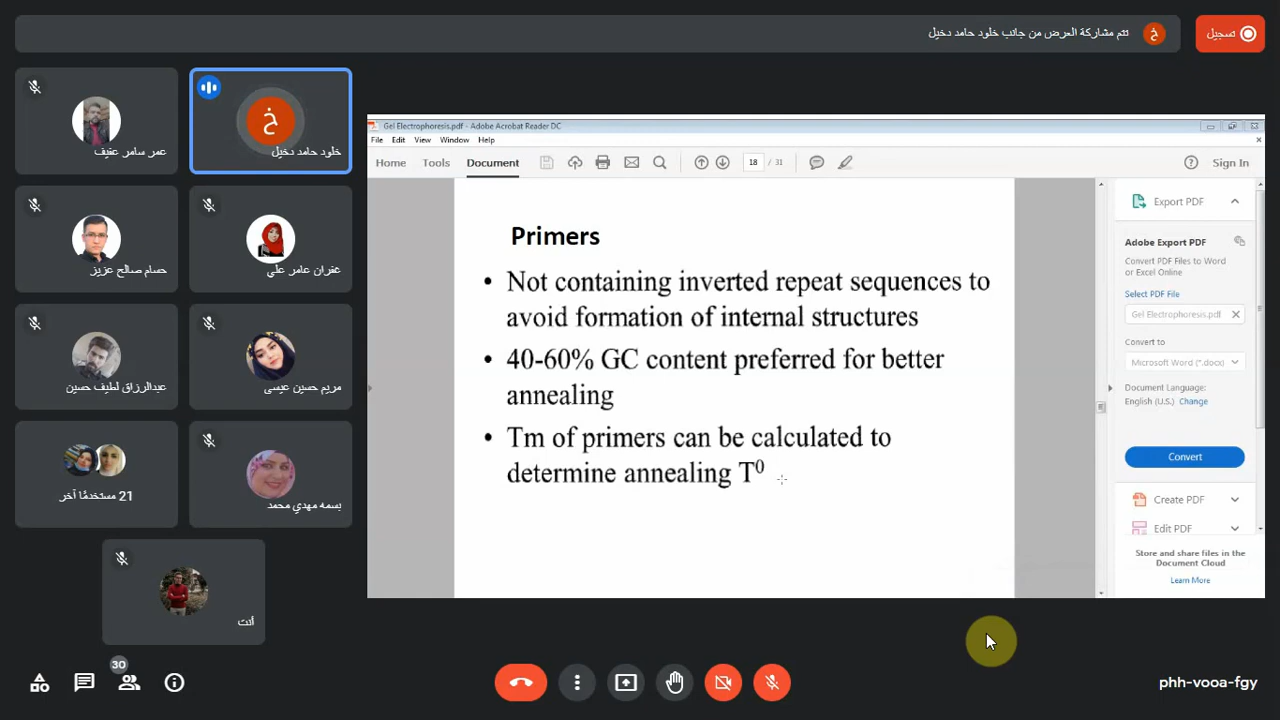 تتم مشاركة العرض من جانب خلود حامد دخيل
خ
تسجيل
عمر سامر عنيف
خ
خلود حامد دخيل
حسام صالح عزيز
غفران عامر علي
عبدالرزاق لطيف حسين
مريم حسين عيسى
21 مستخدمًا آخر
بسمه مهدي محمد
أنت
Gel Electrophoresis.pdf - Adobe Acrobat Reader DC
File Edit View Window Help
Home Tools Document 18 / 31 Sign In
Primers
• Not containing inverted repeat sequences to
avoid formation of internal structures
• 40-60% GC content preferred for better
annealing
• Tm of primers can be calculated to
determine annealing T⁰
Export PDF
Adobe Export PDF
Convert PDF Files to Word
or Excel Online
Select PDF File
Gel Electrophoresis.pdf
Convert to
Microsoft Word (*.docx)
Document Language:
English (U.S.) Change
Convert
Create PDF
Edit PDF
Store and share files in the
Document Cloud
Learn More
30
phh-vooa-fgy